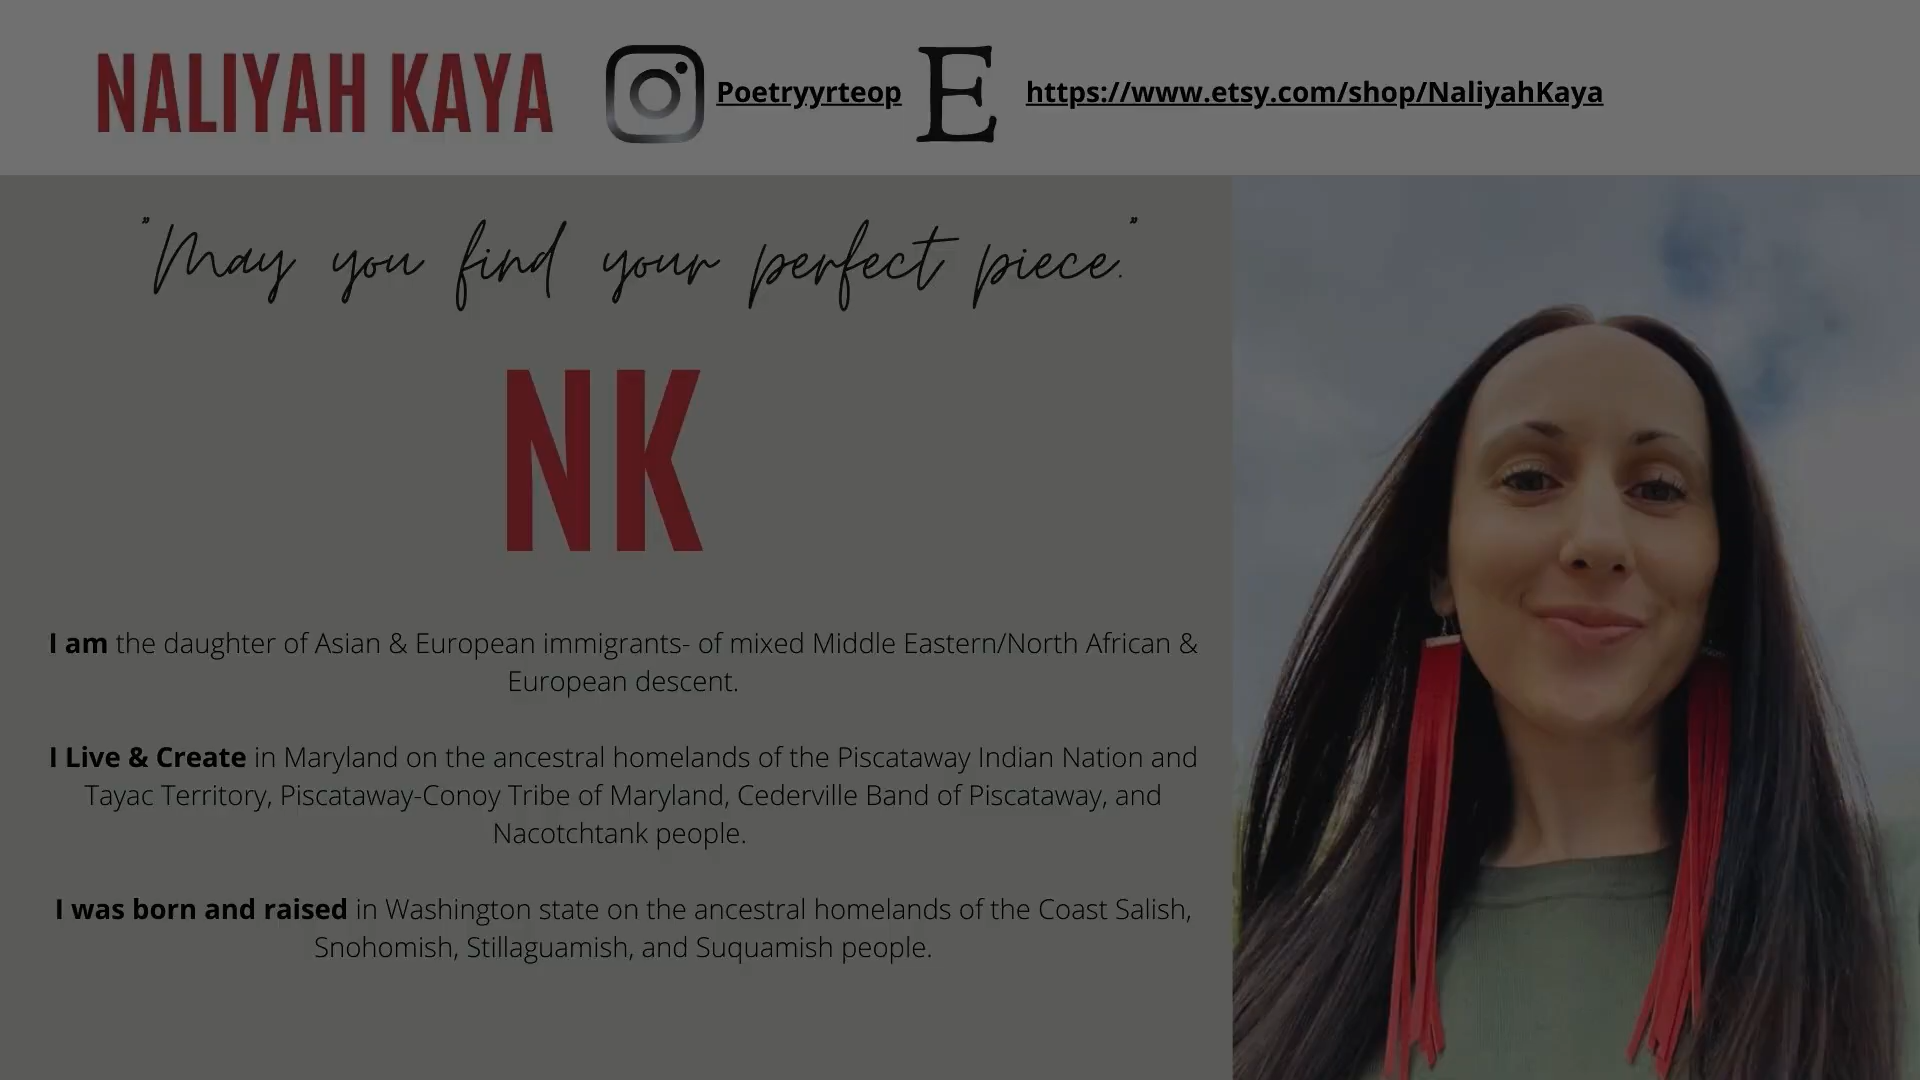 NALIYAH KAYA Poetryyrteop E https://www.etsy.com/shop/NaliyahKaya
"May you find your perfect piece."
NK
I am the daughter of Asian & European immigrants- of mixed Middle Eastern/North African &
European descent.
I Live & Create in Maryland on the ancestral homelands of the Piscataway Indian Nation and
Tayac Territory, Piscataway-Conoy Tribe of Maryland, Cederville Band of Piscataway, and
Nacotchtank people.
I was born and raised in Washington state on the ancestral homelands of the Coast Salish,
Snohomish, Stillaguamish, and Suquamish people.